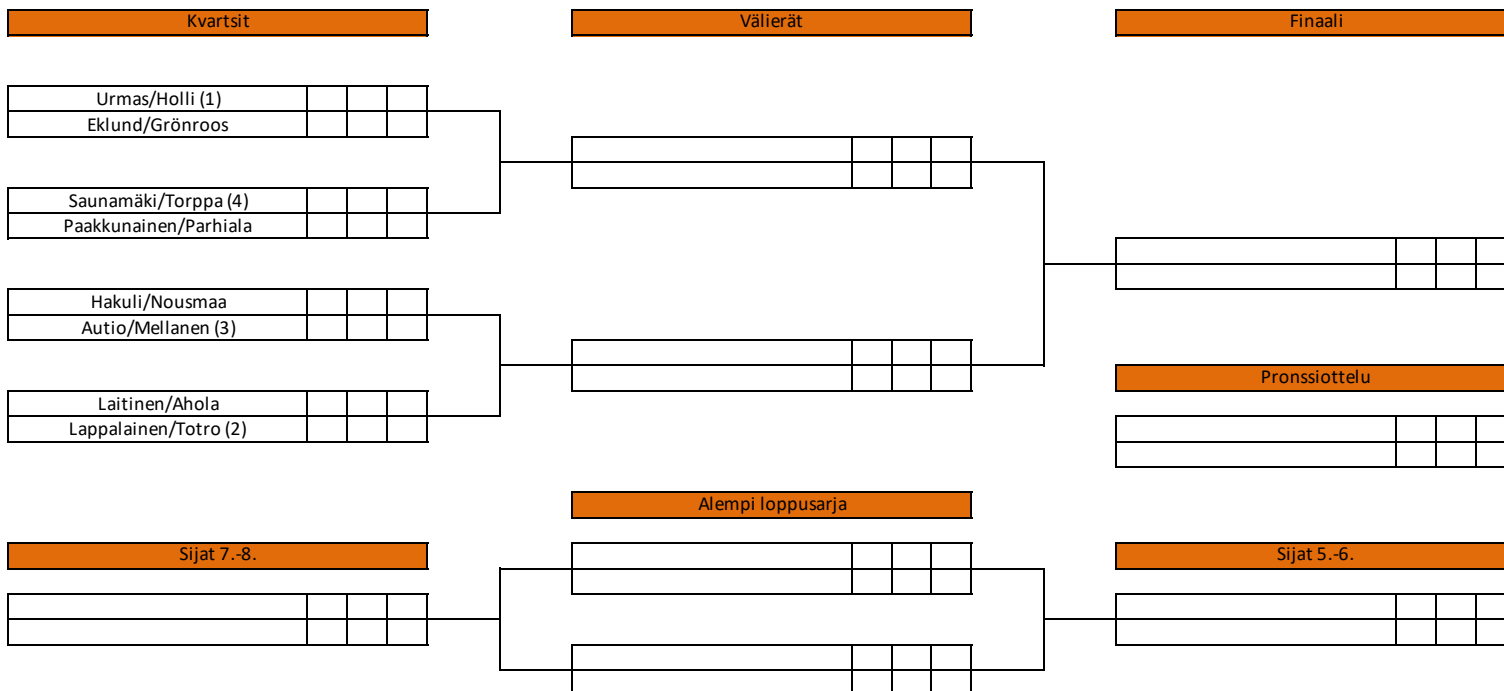 Kvartsit
Välierät
Finaali
Urmas/Holli (1)
Eklund/Grönroos
Saunamäki/Torppa (4)
Paakkunainen/Parhiala
Hakuli/Nousmaa
Autio/Mellanen (3)
Laitinen/Ahola
Lappalainen/Totro (2)
Pronssiottelu
Alempi loppusarja
Sijat 7.-8.
Sijat 5.-6.